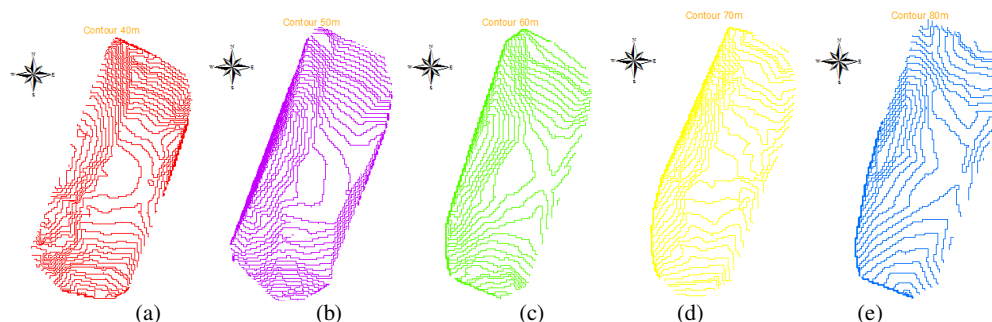 Contour 40m
Contour 50m
Contour 60m
Contour 70m
Contour 80m
N
W E
S
N
W E
S
N
W E
S
N
W E
S
N
W E
S
(a)
(b)
(c)
(d)
(e)